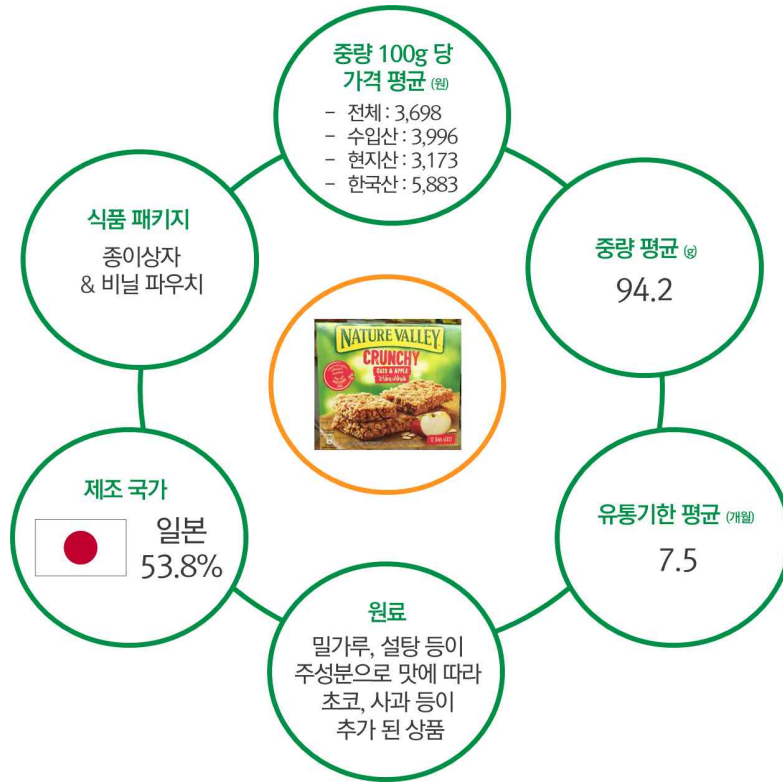 중량 100g 당
가격 평균 (원)
- 전체 : 3,698
- 수입산 : 3,996
- 현지산 : 3,173
- 한국산 : 5,883
식품 패키지
종이상자
& 비닐 파우치
중량 평균 (g)
94.2
NATURE VALLEY
CRUNCHY
OATS & APPLE
제조 국가
일본
53.8%
유통기한 평균 (개월)
7.5
원료
밀가루, 설탕 등이
주성분으로 맛에 따라
초코, 사과 등이
추가 된 상품